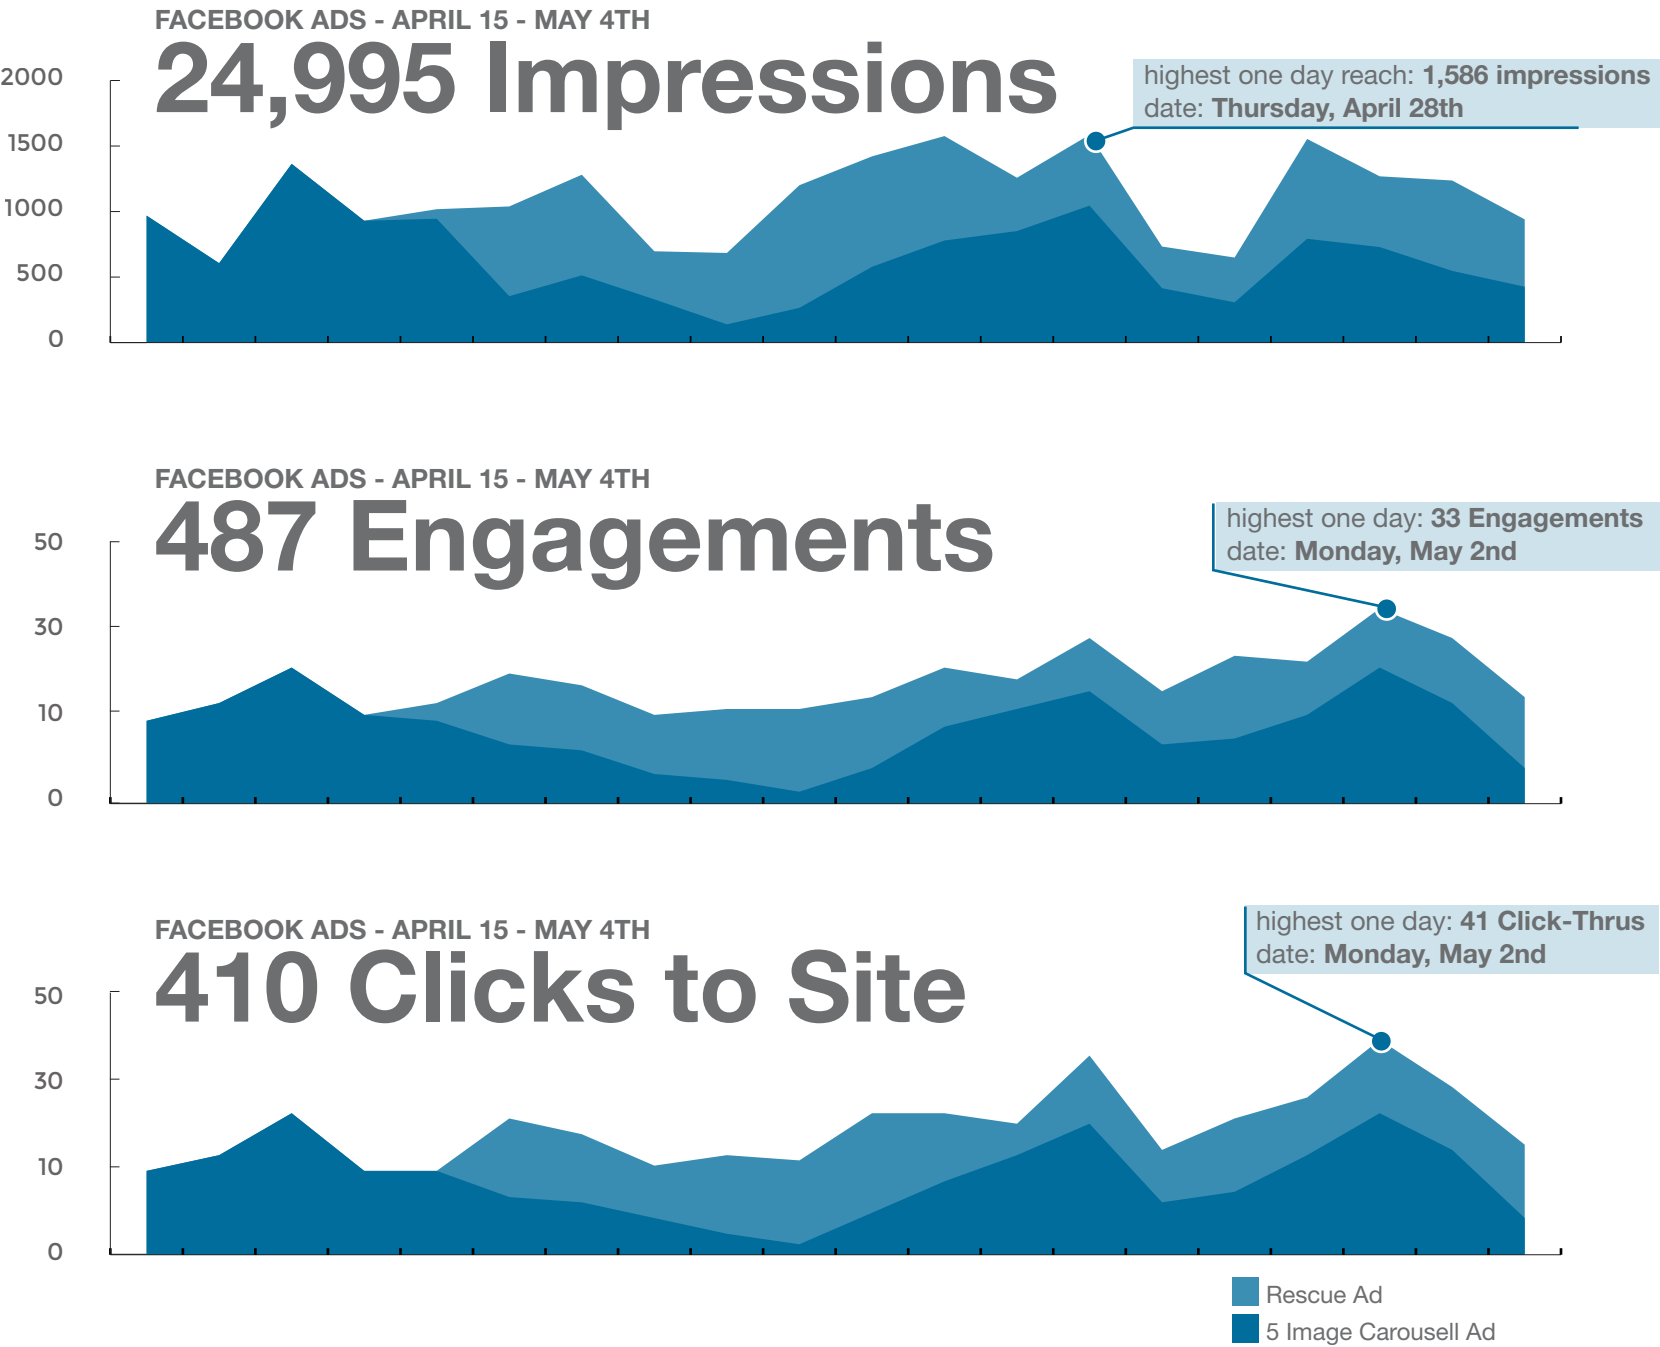 FACEBOOK ADS - APRIL 15 - MAY 4TH
24,995 Impressions
highest one day reach: 1,586 impressions
date: Thursday, April 28th
2000
1500
1000
500
0
FACEBOOK ADS - APRIL 15 - MAY 4TH
487 Engagements
highest one day: 33 Engagements
date: Monday, May 2nd
50
30
10
0
FACEBOOK ADS - APRIL 15 - MAY 4TH
410 Clicks to Site
highest one day: 41 Click-Thrus
date: Monday, May 2nd
50
30
10
0
Rescue Ad
5 Image Carousell Ad